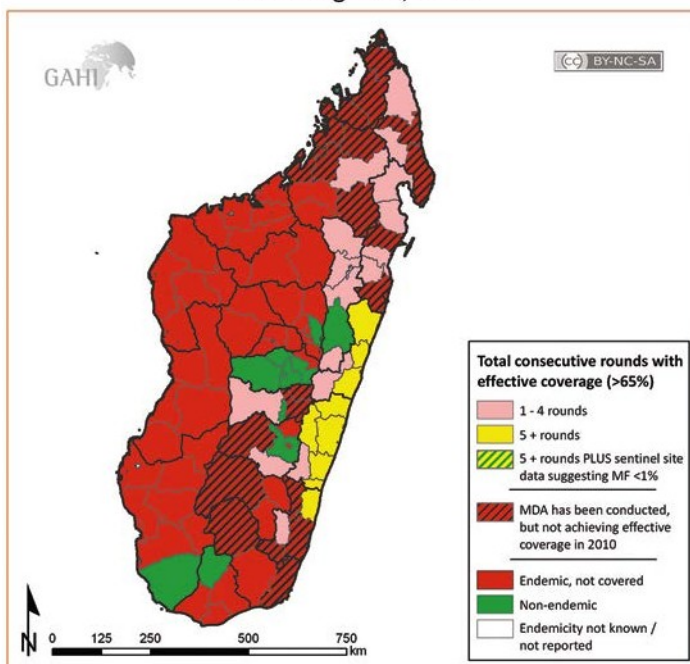 GAHI
cc BY-NC-SA
Total consecutive rounds with
effective coverage (>65%)
1 - 4 rounds
5 + rounds
5 + rounds PLUS sentinel site
data suggesting MF <1%
MDA has been conducted,
but not achieving effective
coverage in 2010
Endemic, not covered
Non-endemic
Endemicity not known /
not reported
N
0 125 250 500 750
km